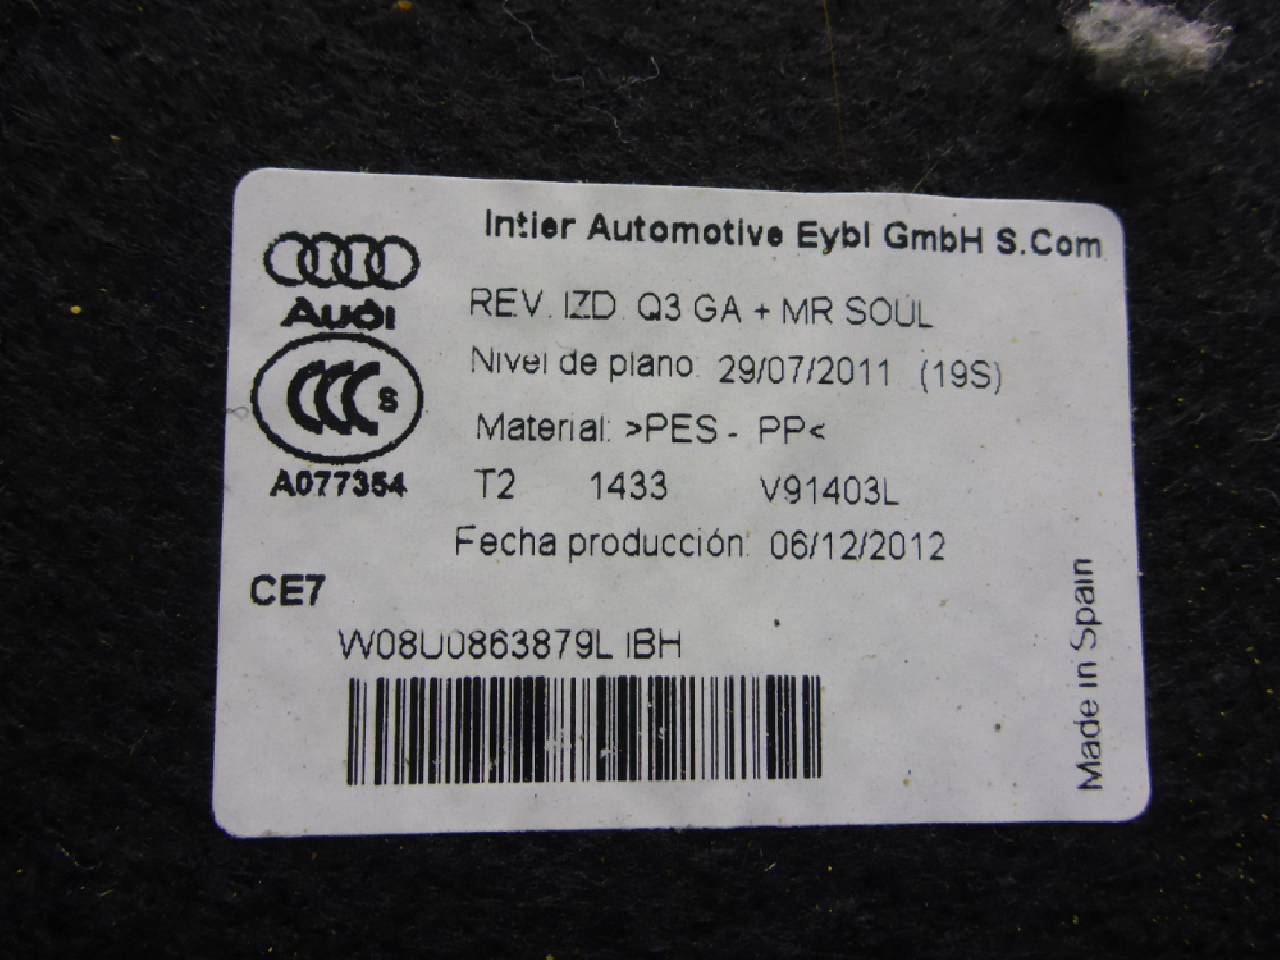 Intier Automotive Eybl GmbH S.Com
Audi
REV. IZD. Q3 GA + MR SOUL
Nivel de plano: 29/07/2011 (19S)
CCC S
Material: >PES - PP<
A077354
T2 1433 V91403L
Fecha producción: 06/12/2012
CE7
W08U0863879L IBH
Made in Spain